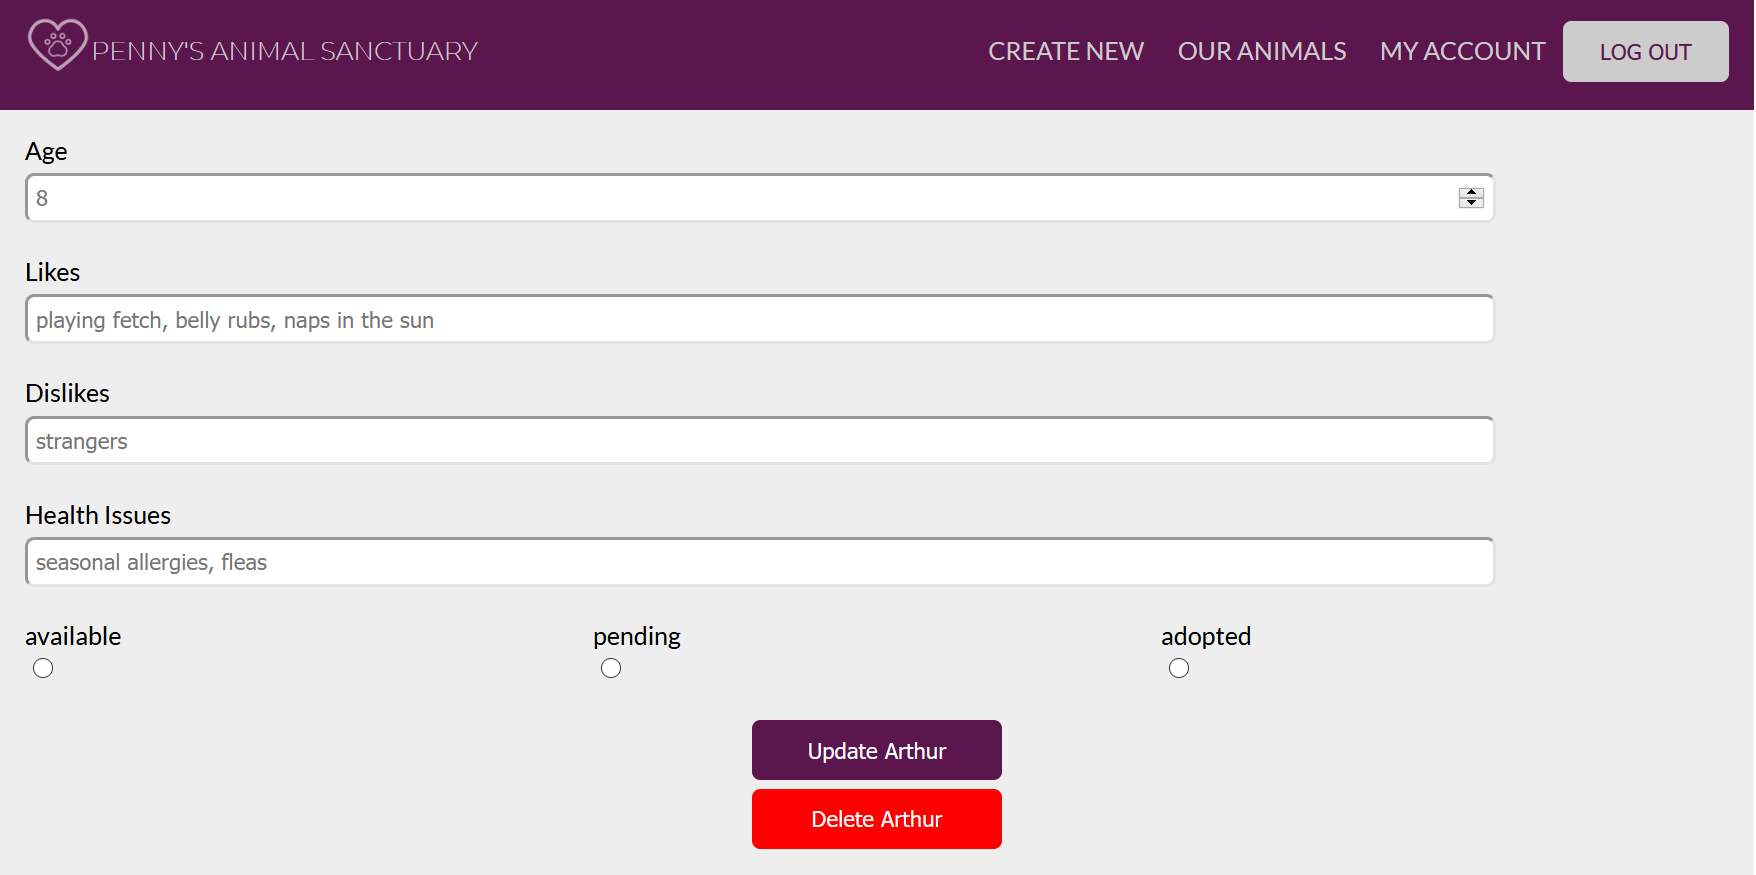 PENNY'S ANIMAL SANCTUARY
CREATE NEW
OUR ANIMALS
MY ACCOUNT
LOG OUT
Age
8
Likes
playing fetch, belly rubs, naps in the sun
Dislikes
strangers
Health Issues
seasonal allergies, fleas
available
pending
adopted
Update Arthur
Delete Arthur